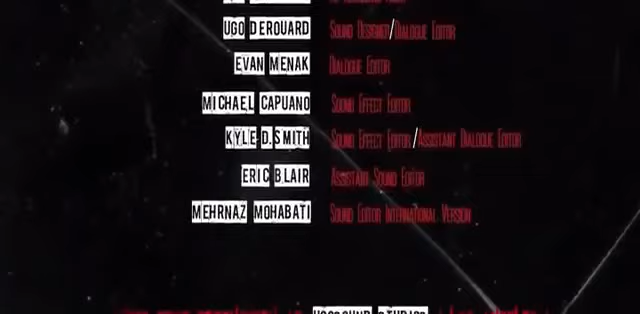 UGO DEROUARD SOUND DESIGNER/DIALOGUE EDITOR
EVAN MENAK DIALOGUE EDITOR
MICHAEL CAPUANO SOUND EFFECT EDITOR
KYLE D.SMITH SOUND EFFECT EDITOR/ASSISTANT DIALOGUE EDITOR
ERIC BLAIR ASSISTANT SOUND EDITOR
MEHRNAZ MOHABATI SOUND EDITOR INTERNATIONAL VERSION